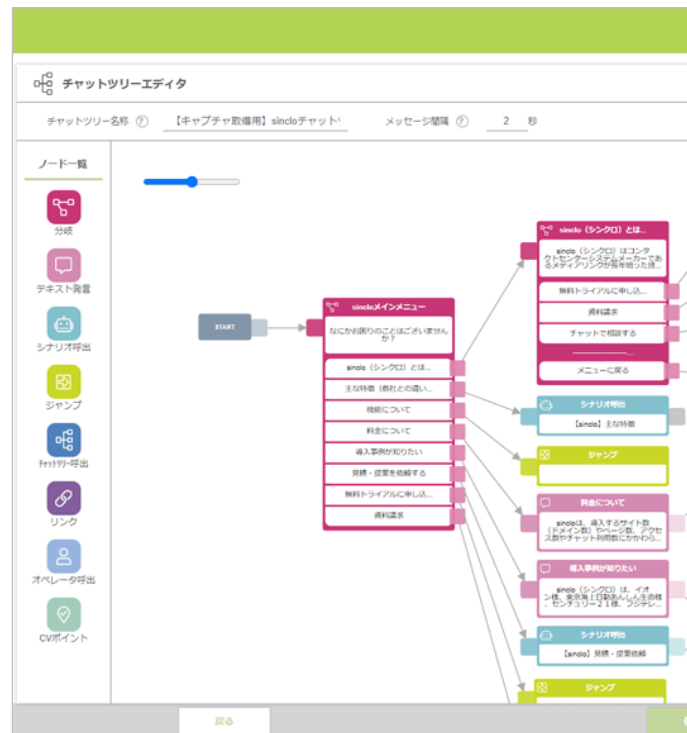 チャットツリーエディタ
チャットツリー名称 ? 【キャプチャ取得用】sincloチャット メッセージ間隔 ? 2 秒
ノード一覧
分岐
テキスト発言
シナリオ呼出
ジャンプ
チャットツリー呼出
リンク
オペレータ呼出
CVポイント
START
sincloメインメニュー
なにかお困りのことはございません
か？
sinclo（シンクロ）とは...
主な特徴（他社との違い...
機能について
料金について
導入事例が知りたい
見積・提案を依頼する
無料トライアルに申し込...
資料請求
sinclo（シンクロ）とは...
sinclo（シンクロ）はコンタ
クトセンターシステムメーカーであ
るメディアリンクが長年培った技...
無料トライアルに申し込...
資料請求
チャットで相談する
メニューに戻る
シナリオ呼出
【sinclo】主な特徴
ジャンプ
料金について
sincloは、導入するサイト数
（ドメイン数）やページ数、アクセ
ス数やチャット利用数にかかわら...
導入事例が知りたい
sinclo（シンクロ）は、イオ
ン様、東京海上日動あんしん生命様
、センチュリー２１様、フジテレ...
シナリオ呼出
【sinclo】見積・提案依頼
ジャンプ
戻る